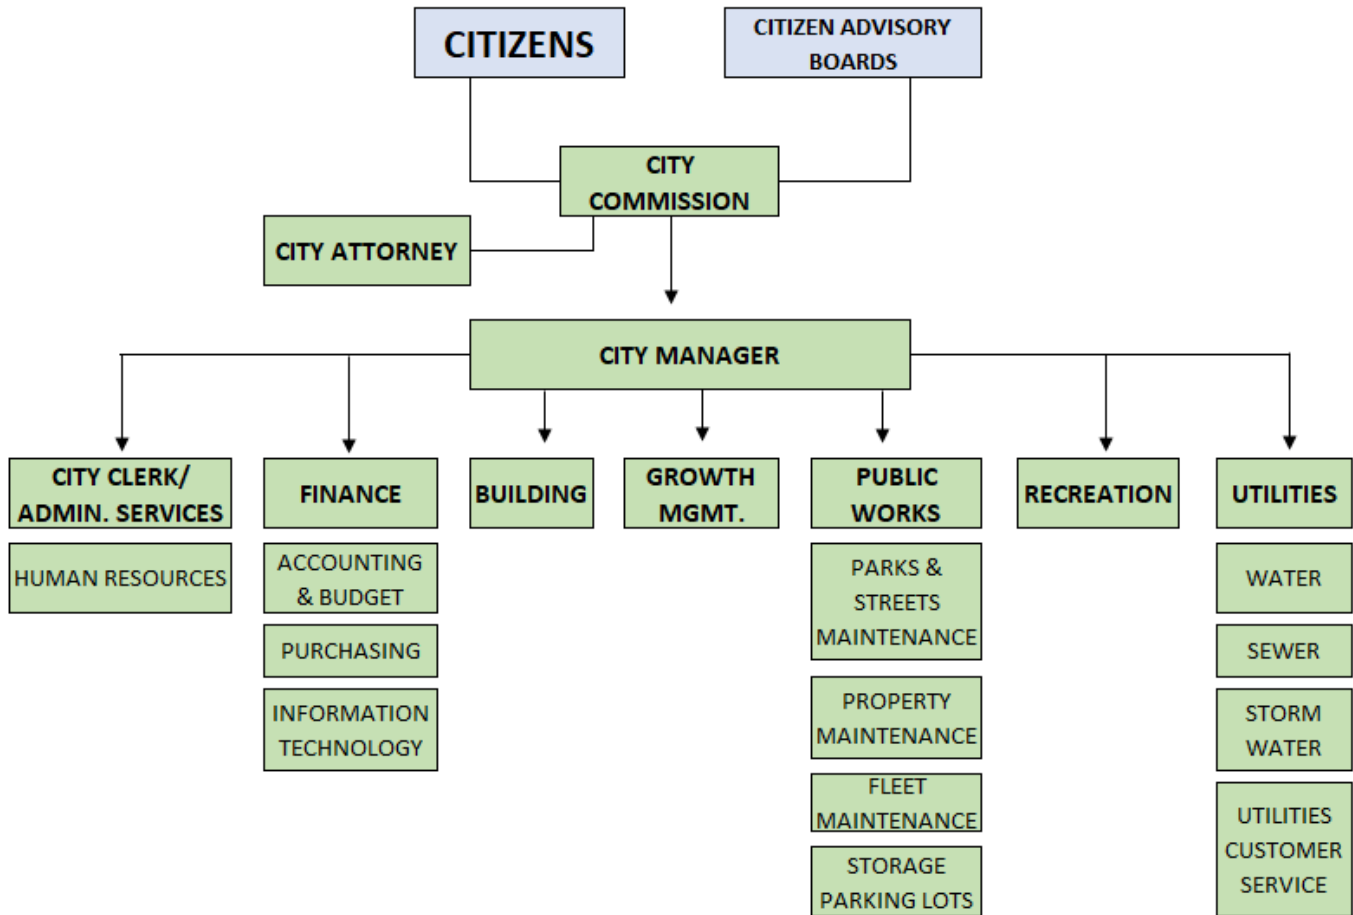 CITIZENS
CITIZEN ADVISORY
BOARDS
CITY
COMMISSION
CITY ATTORNEY
CITY MANAGER
CITY CLERK/
ADMIN. SERVICES
FINANCE
BUILDING
GROWTH
MGMT.
PUBLIC
WORKS
RECREATION
UTILITIES
HUMAN RESOURCES
ACCOUNTING
& BUDGET
PURCHASING
INFORMATION
TECHNOLOGY
PARKS &
STREETS
MAINTENANCE
PROPERTY
MAINTENANCE
FLEET
MAINTENANCE
STORAGE
PARKING LOTS
WATER
SEWER
STORM
WATER
UTILITIES
CUSTOMER
SERVICE